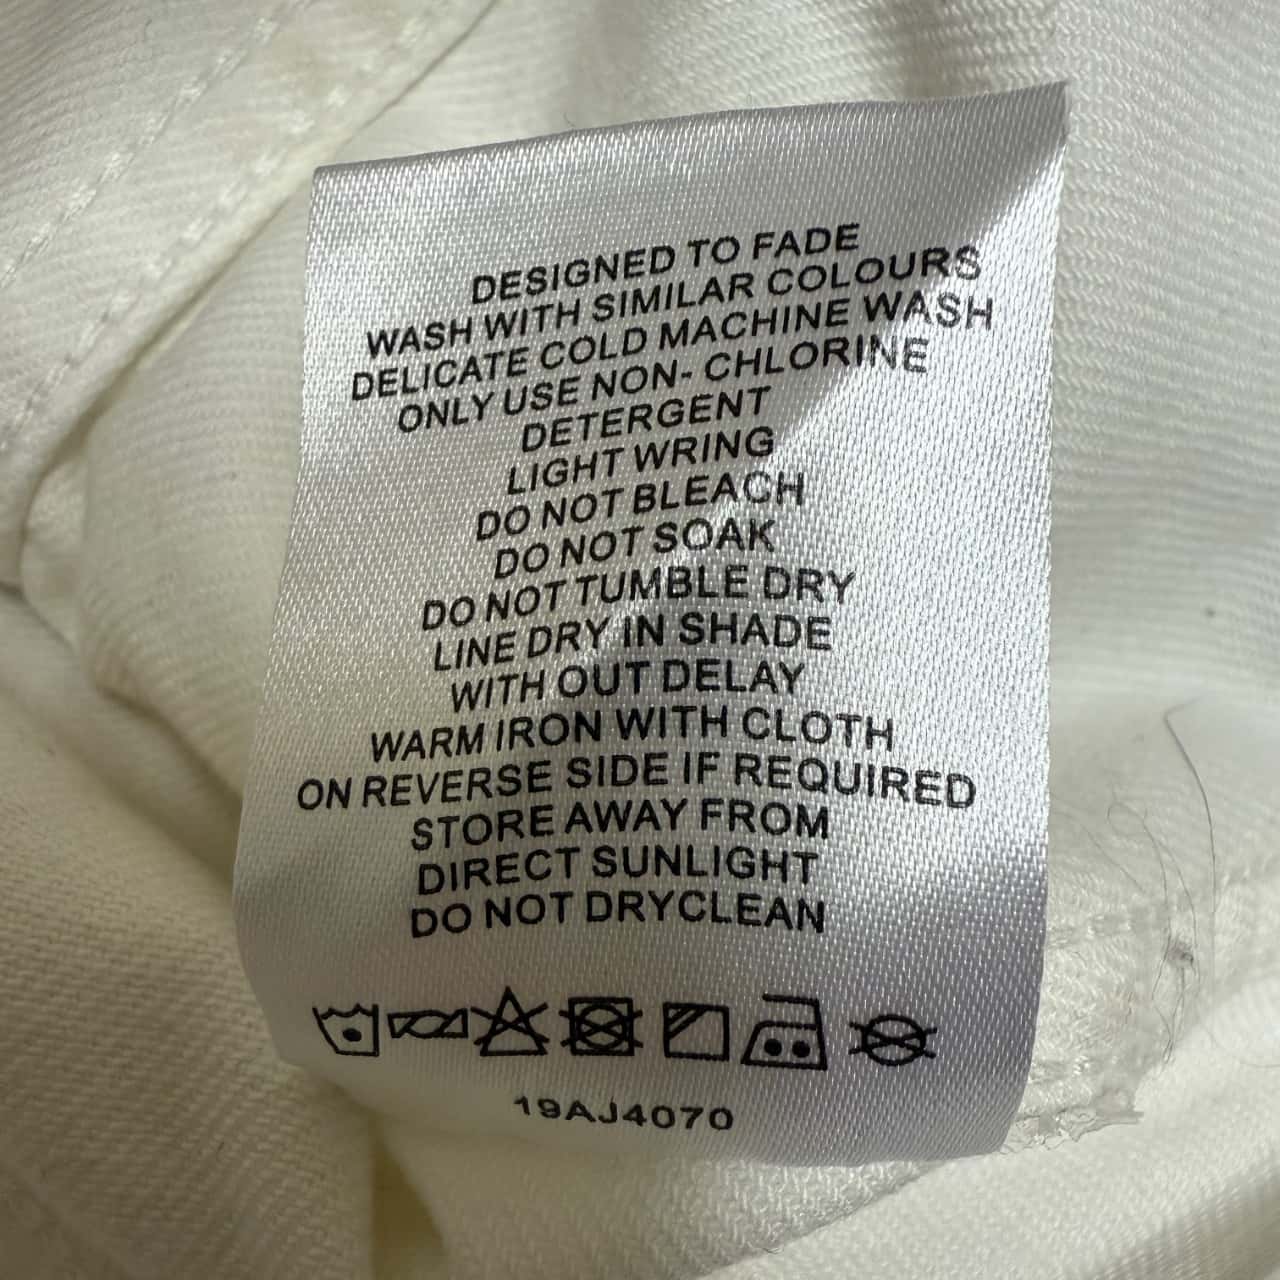 DESIGNED TO FADE
WASH WITH SIMILAR COLOURS
DELICATE COLD MACHINE WASH
ONLY USE NON- CHLORINE
DETERGENT
LIGHT WRING
DO NOT BLEACH
DO NOT SOAK
DO NOT TUMBLE DRY
LINE DRY IN SHADE
WITH OUT DELAY
WARM IRON WITH CLOTH
ON REVERSE SIDE IF REQUIRED
STORE AWAY FROM
DIRECT SUNLIGHT
DO NOT DRYCLEAN
19AJ4070